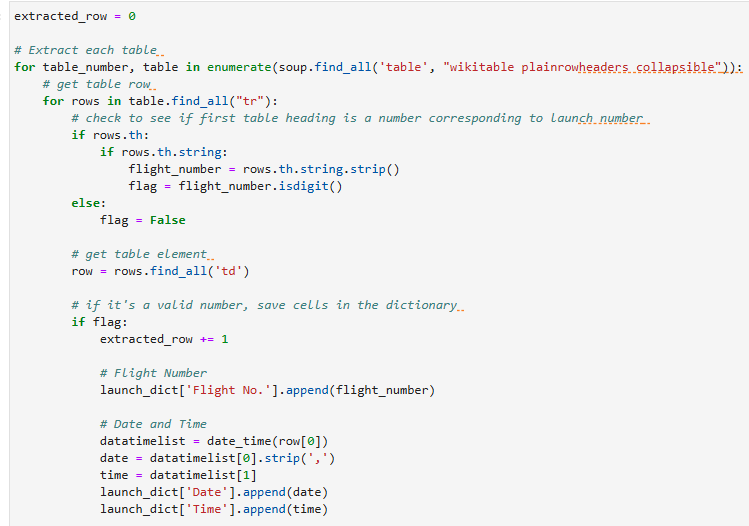 extracted_row = 0
# Extract each table
for table_number, table in enumerate(soup.find_all('table', "wikitable plainrowheaders collapsible")):
    # get table row
    for rows in table.find_all("tr"):
        # check to see if first table heading is a number corresponding to launch number
        if rows.th:
            if rows.th.string:
                flight_number = rows.th.string.strip()
                flag = flight_number.isdigit()
        else:
            flag = False
        # get table element
        row = rows.find_all('td')
        # if it's a valid number, save cells in the dictionary
        if flag:
            extracted_row += 1
            # Flight Number
            launch_dict['Flight No.'].append(flight_number)
            # Date and Time
            datatimelist = date_time(row[0])
            date = datatimelist[0].strip(',')
            time = datatimelist[1]
            launch_dict['Date'].append(date)
            launch_dict['Time'].append(time)